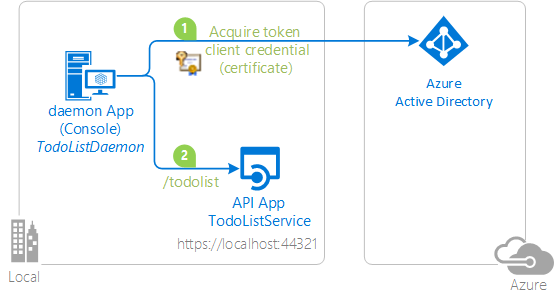 1
Acquire token
client credential
(certificate)
Azure
Active Directory
daemon App
(Console)
TodoListDaemon
2
/todolist
API App
TodoListService
https://localhost:44321
Local
Azure